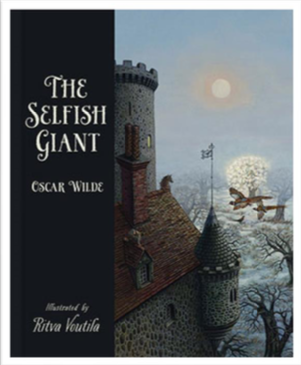 THE
SELFISH
GIANT
OSCAR WILDE
Illustrated by
Ritva Voutila